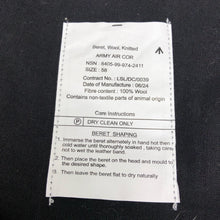 Beret, Wool, Knitted
ARMY AIR COR
NSN : 8405-99-974-2411
SIZE : 58
Contract No. : LSL/DC/0039
Date of Manufacture : 06/24
Fibre content : 100% Wool
Contains non-textile parts of animal origin
Care Instructions
P DRY CLEAN ONLY
BERET SHAPING
1. Immerse the beret alternately in hand hot then
cold water until thoroughly soaked, taking care
not to wet the leather band.
2. Then place the beret on the head and mould to
the desired shape.
3. Then leave the beret flat to dry naturally